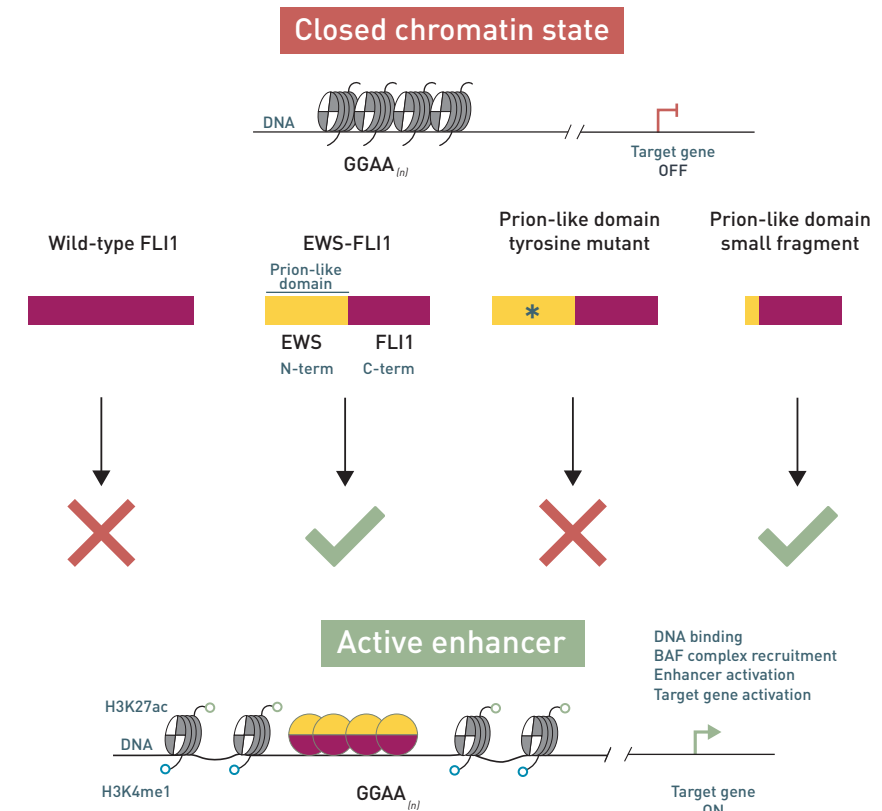 Closed chromatin state
DNA
GGAA(n)
Target gene
OFF
Wild-type FLI1
EWS-FLI1
Prion-like domain
tyrosine mutant
Prion-like domain
small fragment
Prion-like
domain
*
EWS
FLI1
N-term
C-term
Active enhancer
DNA binding
BAF complex recruitment
Enhancer activation
Target gene activation
H3K27ac
DNA
H3K4me1
GGAA(n)
Target gene
ON